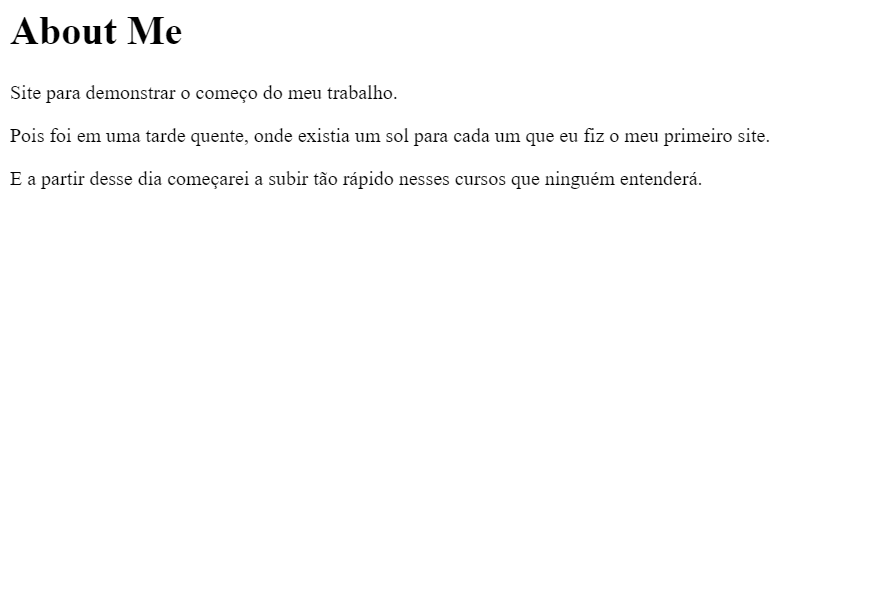 About Me
Site para demonstrar o começo do meu trabalho.
Pois foi em uma tarde quente, onde existia um sol para cada um que eu fiz o meu primeiro site.
E a partir desse dia começarei a subir tão rápido nesses cursos que ninguém entenderá.